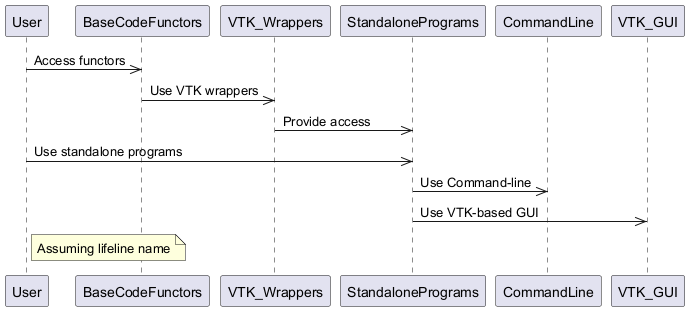 User BaseCodeFunctors VTK_Wrappers StandalonePrograms CommandLine VTK_GUI
Access functors
Use VTK wrappers
Provide access
Use standalone programs
Use Command-line
Use VTK-based GUI
Assuming lifeline name
User BaseCodeFunctors VTK_Wrappers StandalonePrograms CommandLine VTK_GUI